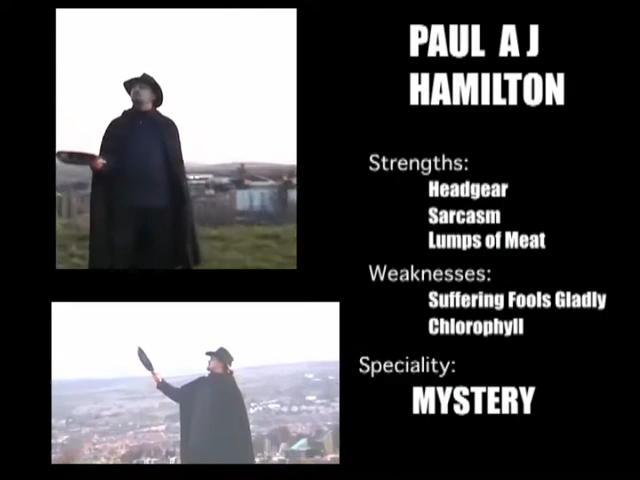 PAUL A J
HAMILTON
Strengths:
Headgear
Sarcasm
Lumps of Meat
Weaknesses:
Suffering Fools Gladly
Chlorophyll
Speciality:
MYSTERY